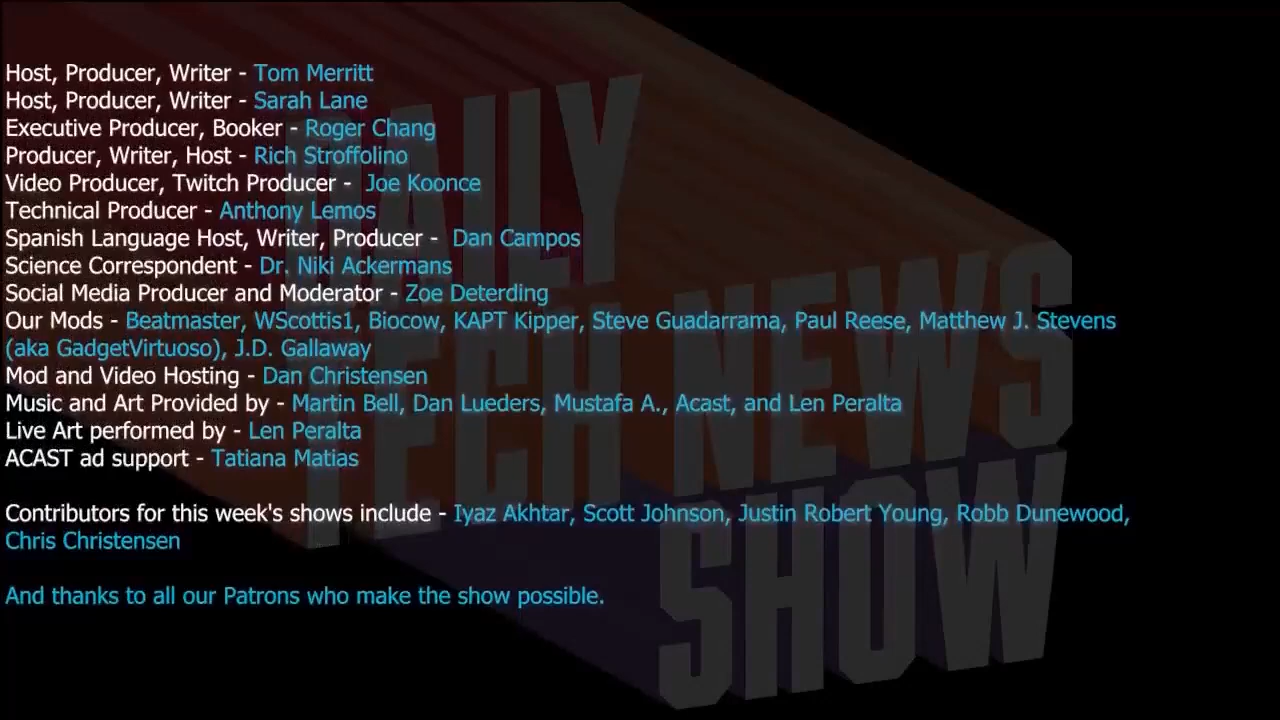 Host, Producer, Writer - Tom Merritt
Host, Producer, Writer - Sarah Lane
Executive Producer, Booker - Roger Chang
Producer, Writer, Host - Rich Stroffolino
Video Producer, Twitch Producer - Joe Koonce
Technical Producer - Anthony Lemos
Spanish Language Host, Writer, Producer - Dan Campos
Science Correspondent - Dr. Niki Ackermans
Social Media Producer and Moderator - Zoe Deterding
Our Mods - Beatmaster, WScottis1, Biocow, KAPT Kipper, Steve Guadarrama, Paul Reese, Matthew J. Stevens
(aka GadgetVirtuoso), J.D. Gallaway
Mod and Video Hosting - Dan Christensen
Music and Art Provided by - Martin Bell, Dan Lueders, Mustafa A., Acast, and Len Peralta
Live Art performed by - Len Peralta
ACAST ad support - Tatiana Matias
Contributors for this week's shows include - Iyaz Akhtar, Scott Johnson, Justin Robert Young, Robb Dunewood,
Chris Christensen
And thanks to all our Patrons who make the show possible.
DAILY
TECH NEWS
SHOW